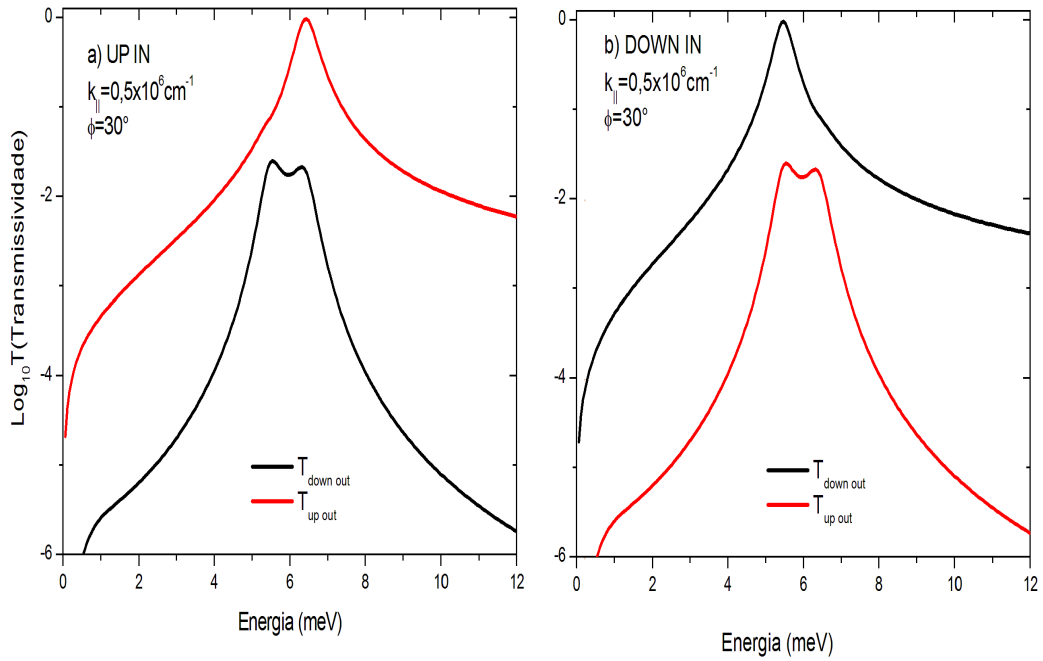 a) UP IN
k||=0,5x10⁶cm⁻¹
ϕ=30º
Log₁₀T(Transmissividade)
0
-2
-4
-6
T down out
T up out
0 2 4 6 8 10 12
Energia (meV)
b) DOWN IN
k||=0,5x10⁶cm⁻¹
ϕ=30º
0
-2
-4
-6
T down out
T up out
0 2 4 6 8 10 12
Energia (meV)